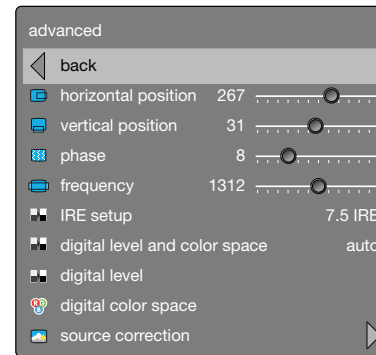 advanced
back
horizontal position 267
vertical position 31
phase 8
frequency 1312
IRE setup 7.5 IRE
digital level and color space auto
digital level
digital color space
source correction